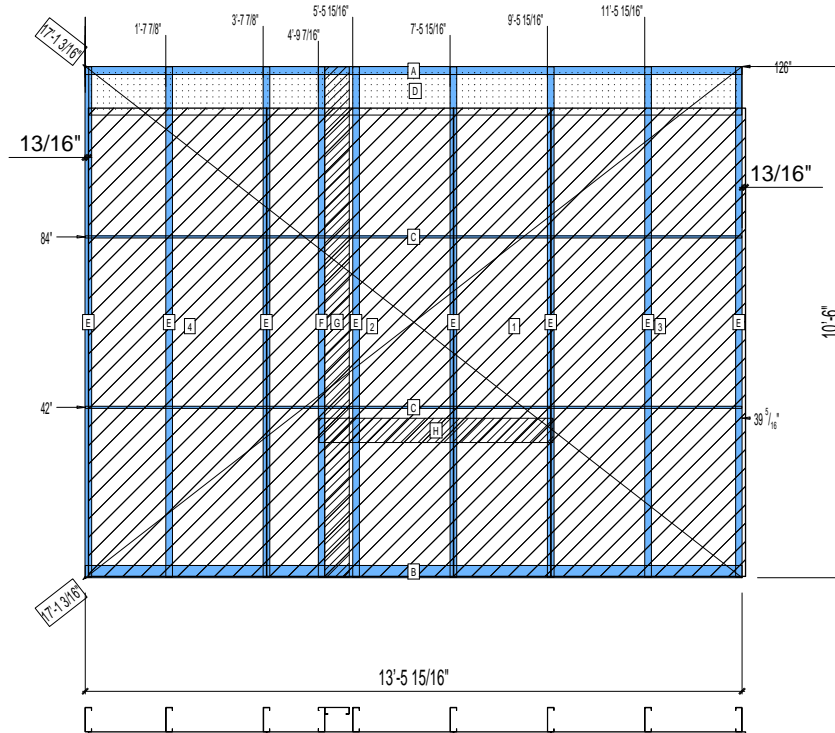 5'-5 15/16"
11'-5 15/16"
3'-7 7/8"
9'-5 15/16"
1'-7 7/8"
4'-9 7/16"
7'-5 15/16"
17'-1 3/16"
A
126"
D
13/16"
13/16"
84"
C
E
E
4
E
F
G
E
2
E
1
E
E
3
E
10'-6"
42"
C
39 5/16"
H
B
17'-1 3/16"
13'-5 15/16"